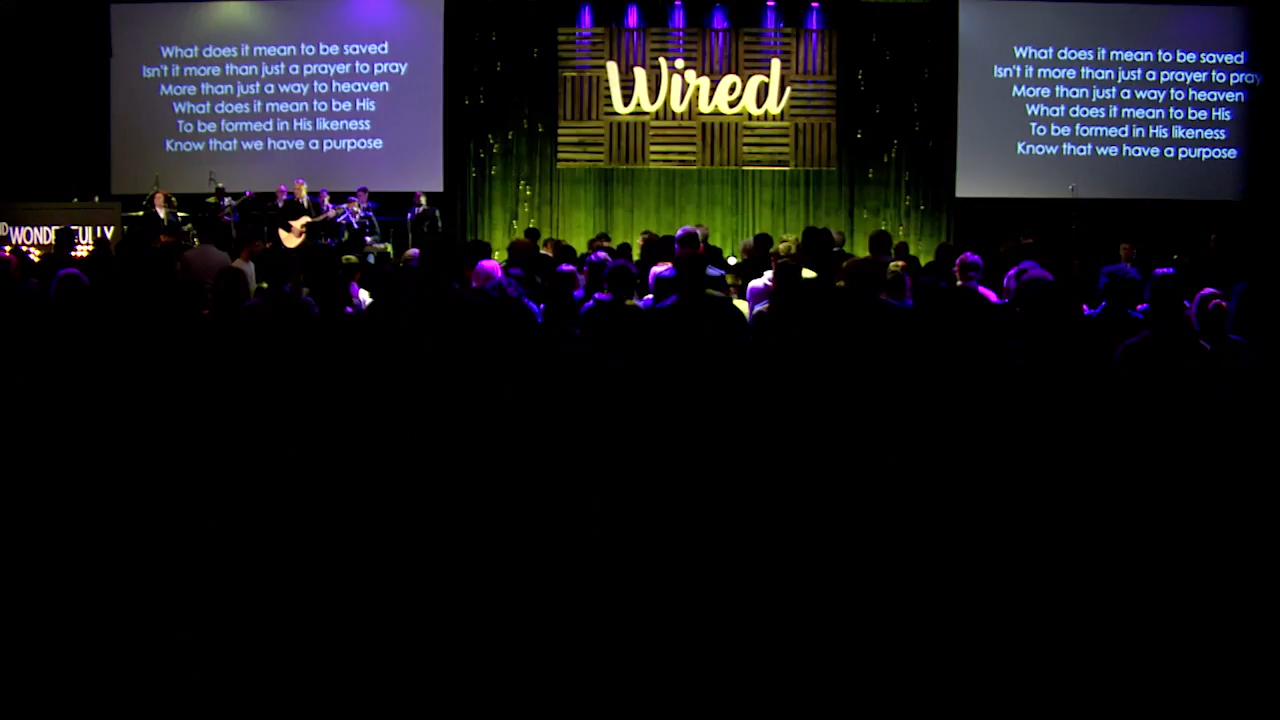 What does it mean to be saved
Isn't it more than just a prayer to pray
More than just a way to heaven
What does it mean to be His
To be formed in His likeness
Know that we have a purpose
Wired
What does it mean to be saved
Isn't it more than just a prayer to pray
More than just a way to heaven
What does it mean to be His
To be formed in His likeness
Know that we have a purpose
WONDERFULLY